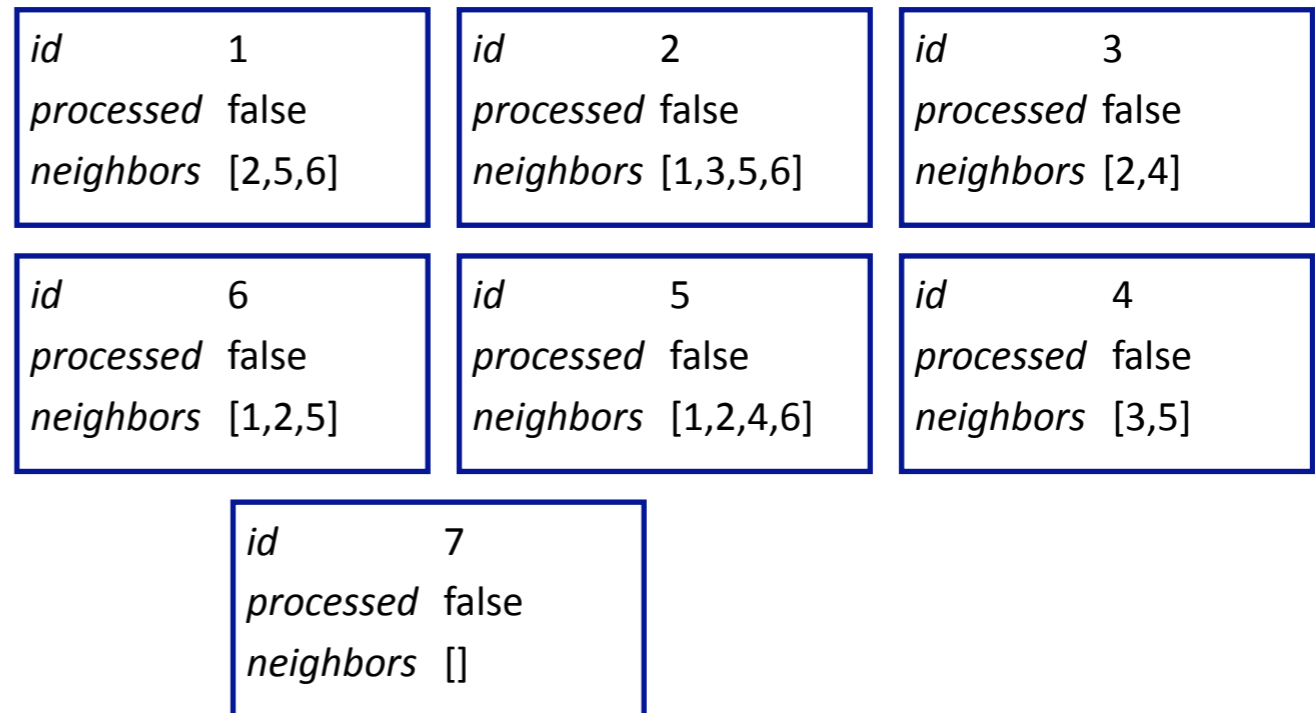 id 1
processed false
neighbors [2,5,6]
id 2
processed false
neighbors [1,3,5,6]
id 3
processed false
neighbors [2,4]
id 6
processed false
neighbors [1,2,5]
id 5
processed false
neighbors [1,2,4,6]
id 4
processed false
neighbors [3,5]
id 7
processed false
neighbors []